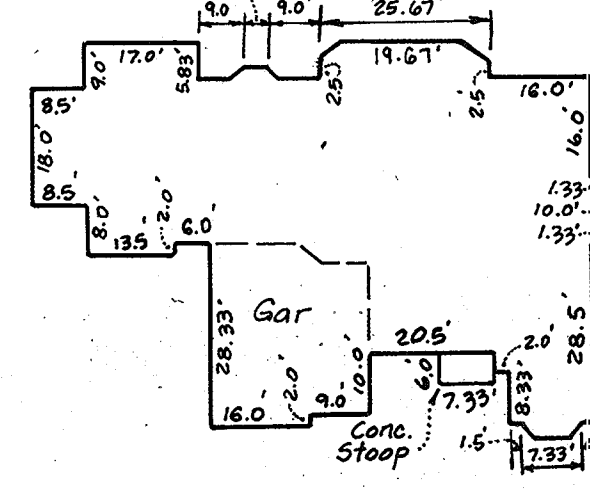 9.0' 9.0' 25.67'
17.0' 5.83' 19.67'
9.0' 2.5' 2.5' 16.0'
8.5'
18.0' 16.0'
8.5' 2.0' 1.33
8.0' 6.0' 10.0'
13.5' 1.33
Gar
28.33' 28.5'
20.5' 2.0'
10.0' 6.0'
2.0' 9.0' 7.33' 8.33'
16.0'
Conc.
Stoop
1.5' 7.33'